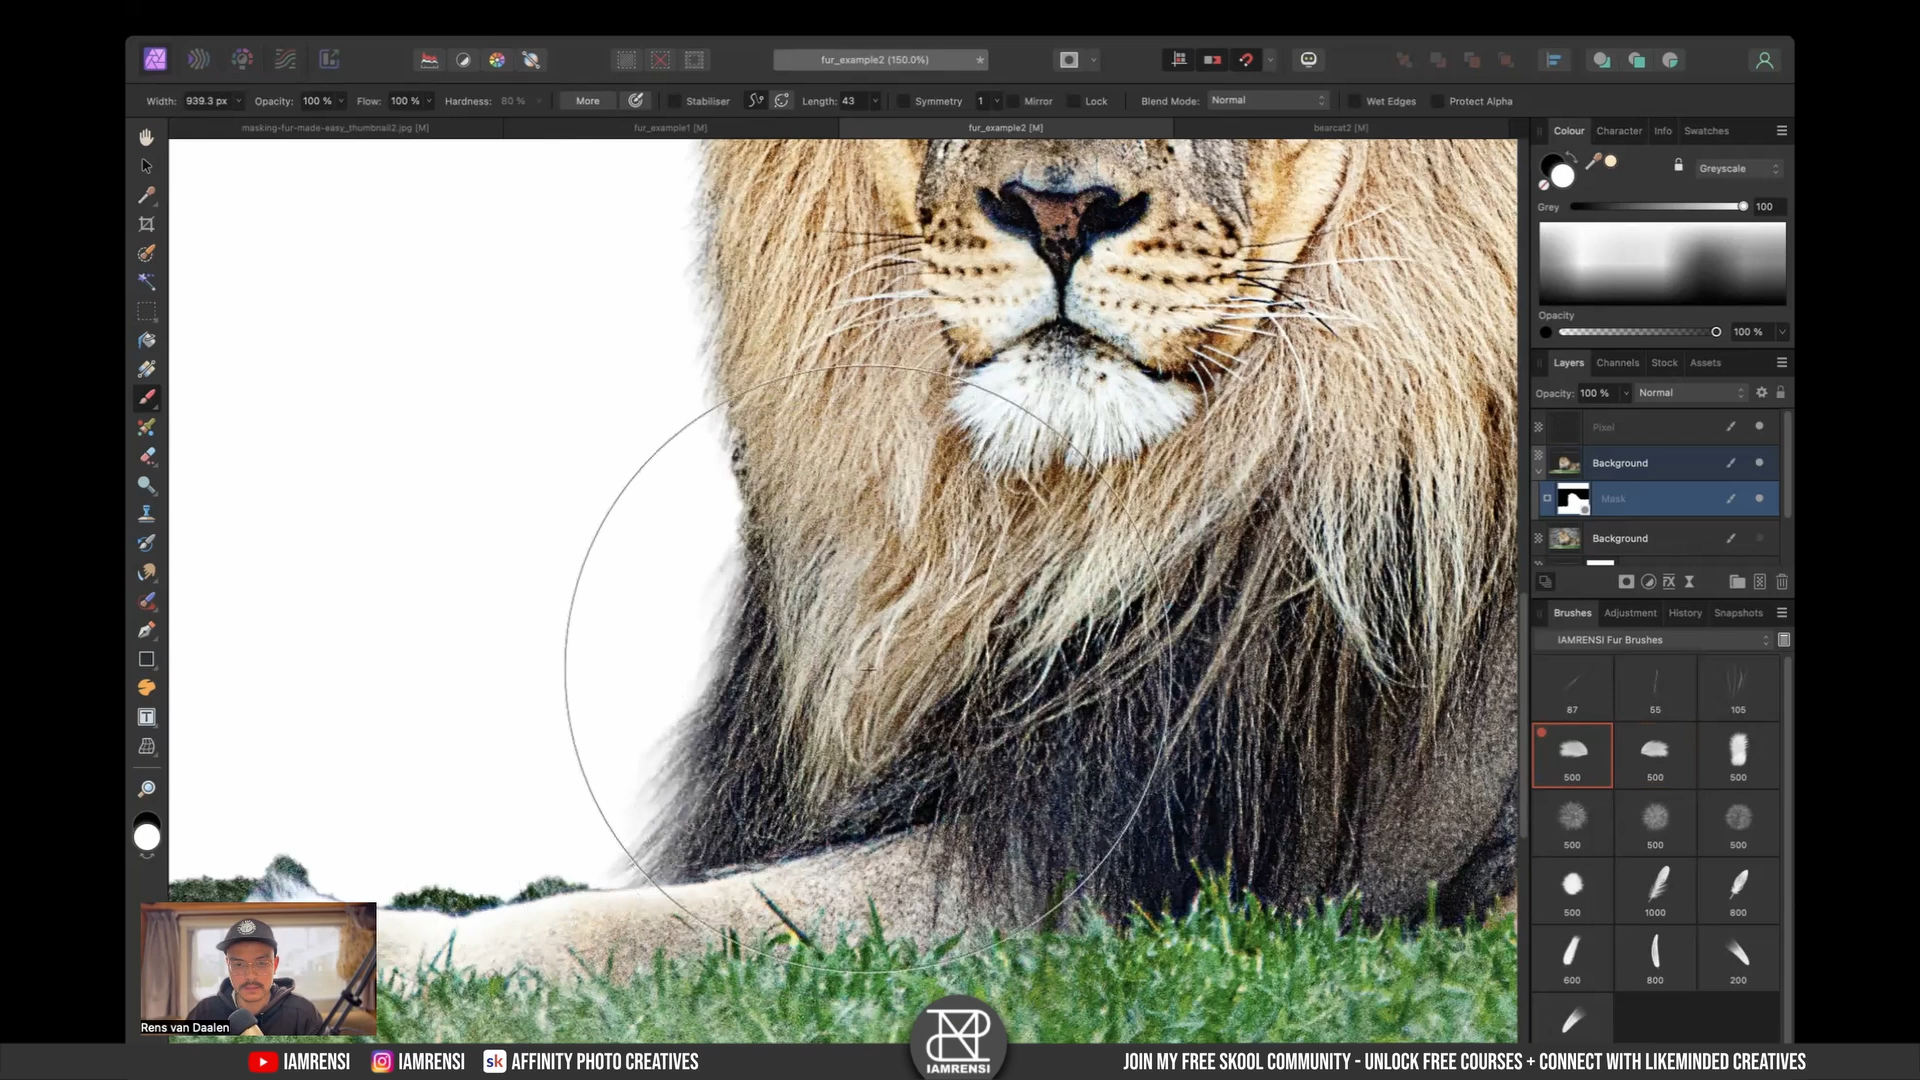 fur_example2 (150.0%)
*
Width: 939.3 px
Opacity: 100 %
Flow: 100 %
Hardness: 80 %
More
Stabiliser
Length: 43
Symmetry
1
Mirror
Lock
Blend Mode: Normal
Wet Edges
Protect Alpha
masking-fur-made-easy_thumbnail2.jpg [M]
fur_example1 [M]
fur_example2 [M]
bearcat2 [M]
Colour
Character
Info
Swatches
Greyscale
Grey
100
Opacity
100 %
Layers
Channels
Stock
Assets
Opacity: 100 %
Normal
Pixel
Background
Mask
Background
Brushes
Adjustment
History
Snapshots
IAMRENSI Fur Brushes
87
55
105
500
500
500
500
500
500
500
1000
800
600
800
200
Rens van Daalen
IAMRENSI
IAMRENSI
sk
AFFINITY PHOTO CREATIVES
IAMRENSI
JOIN MY FREE SKOOL COMMUNITY - UNLOCK FREE COURSES + CONNECT WITH LIKEMINDED CREATIVES